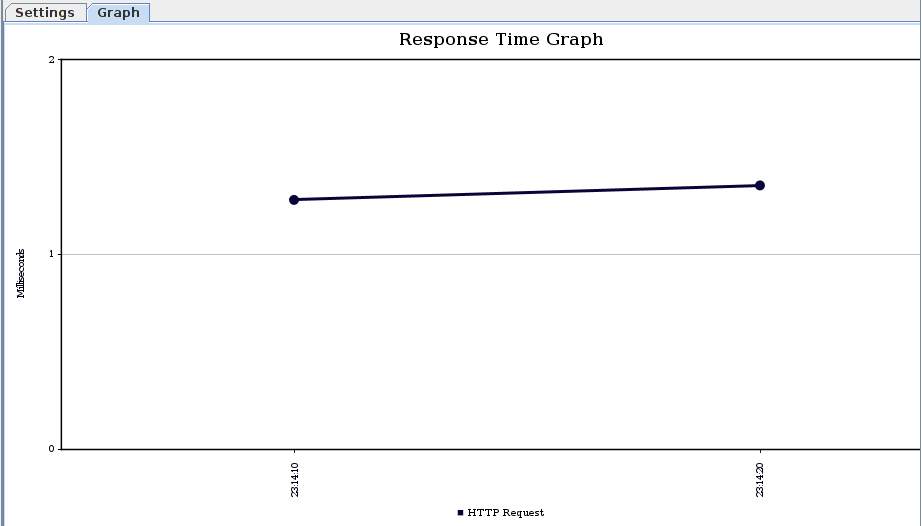 Settings
Graph
Response Time Graph
2
1
0
Milliseconds
23:14:10
23:14:20
HTTP Request